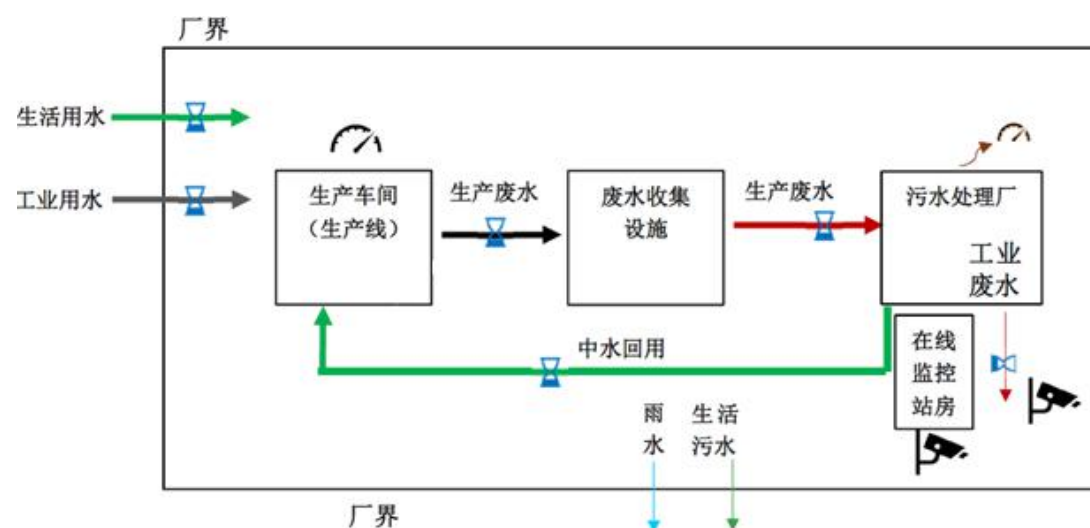 厂界
生活用水
工业用水
生产车间
（生产线）
生产废水
废水收集
设施
生产废水
污水处理厂
工业
废水
中水回用
在线
监控
站房
雨
水
生活
污水
厂界